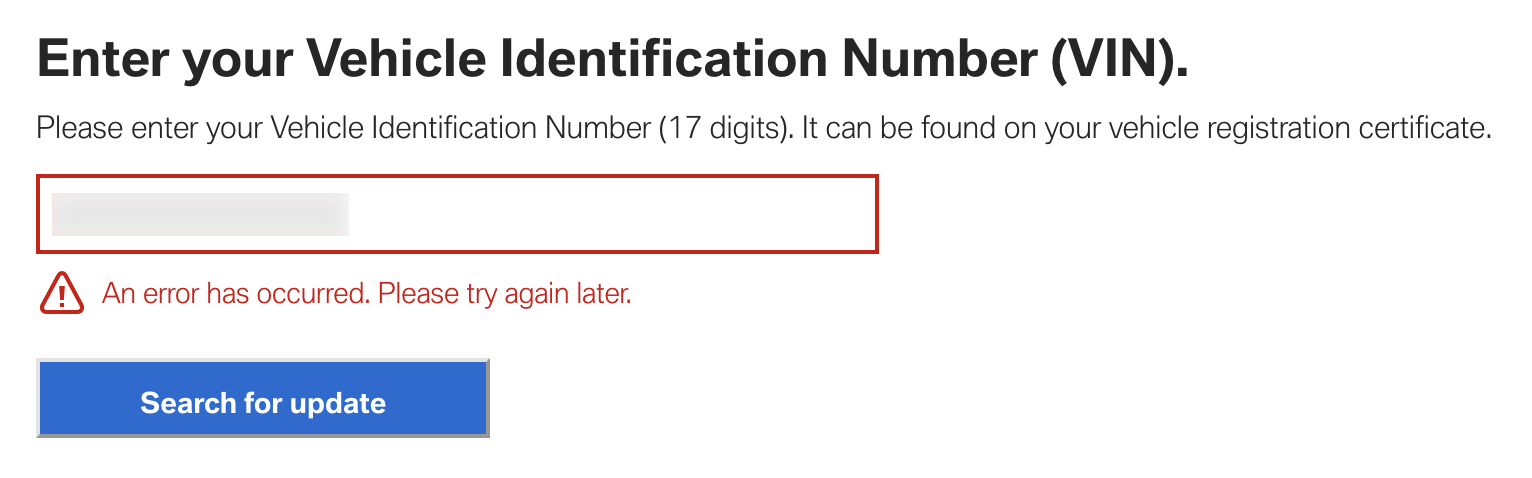 Enter your Vehicle Identification Number (VIN).
Please enter your Vehicle Identification Number (17 digits). It can be found on your vehicle registration certificate.
An error has occurred. Please try again later.
Search for update